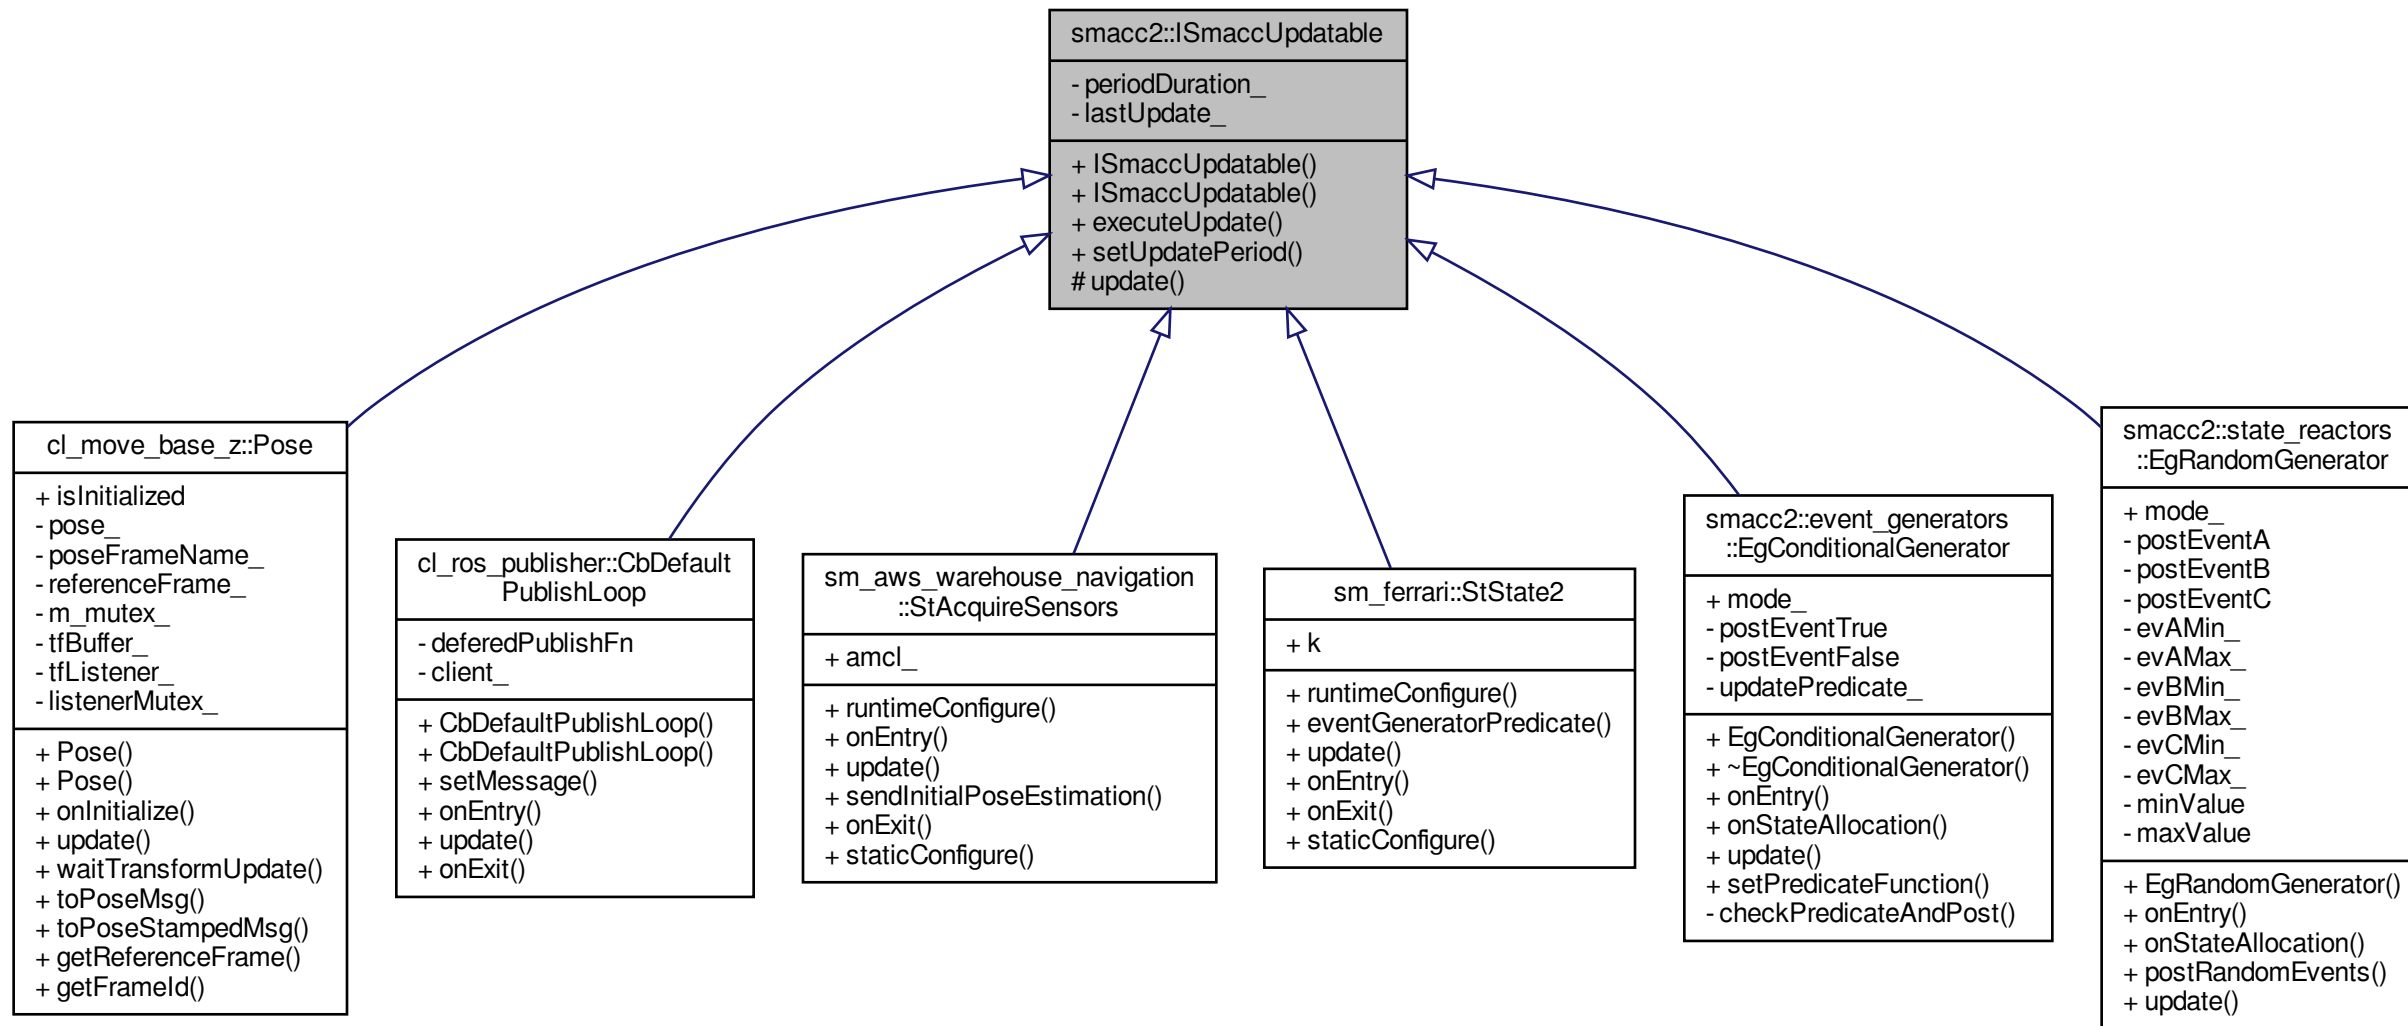 smacc2::ISmaccUpdatable
- periodDuration_
- lastUpdate_
+ ISmaccUpdatable()
+ ISmaccUpdatable()
+ executeUpdate()
+ setUpdatePeriod()
# update()
cl_move_base_z::Pose
+ isInitialized
- pose_
- poseFrameName_
- referenceFrame_
- m_mutex_
- tfBuffer_
- tfListener_
- listenerMutex_
+ Pose()
+ Pose()
+ onInitialize()
+ update()
+ waitTransformUpdate()
+ toPoseMsg()
+ toPoseStampedMsg()
+ getReferenceFrame()
+ getFrameId()
cl_ros_publisher::CbDefault
PublishLoop
- deferedPublishFn
- client_
+ CbDefaultPublishLoop()
+ CbDefaultPublishLoop()
+ setMessage()
+ onEntry()
+ update()
+ onExit()
sm_aws_warehouse_navigation
::StAcquireSensors
+ amcl_
+ runtimeConfigure()
+ onEntry()
+ update()
+ sendInitialPoseEstimation()
+ onExit()
+ staticConfigure()
sm_ferrari::StState2
+ k
+ runtimeConfigure()
+ eventGeneratorPredicate()
+ update()
+ onEntry()
+ onExit()
+ staticConfigure()
smacc2::event_generators
::EgConditionalGenerator
+ mode_
- postEventTrue
- postEventFalse
- updatePredicate_
+ EgConditionalGenerator()
+ ~EgConditionalGenerator()
+ onEntry()
+ onStateAllocation()
+ update()
+ setPredicateFunction()
- checkPredicateAndPost()
smacc2::state_reactors
::EgRandomGenerator
+ mode_
- postEventA
- postEventB
- postEventC
- evAMin_
- evAMax_
- evBMin_
- evBMax_
- evCMin_
- evCMax_
- minValue
- maxValue
+ EgRandomGenerator()
+ onEntry()
+ onStateAllocation()
+ postRandomEvents()
+ update()